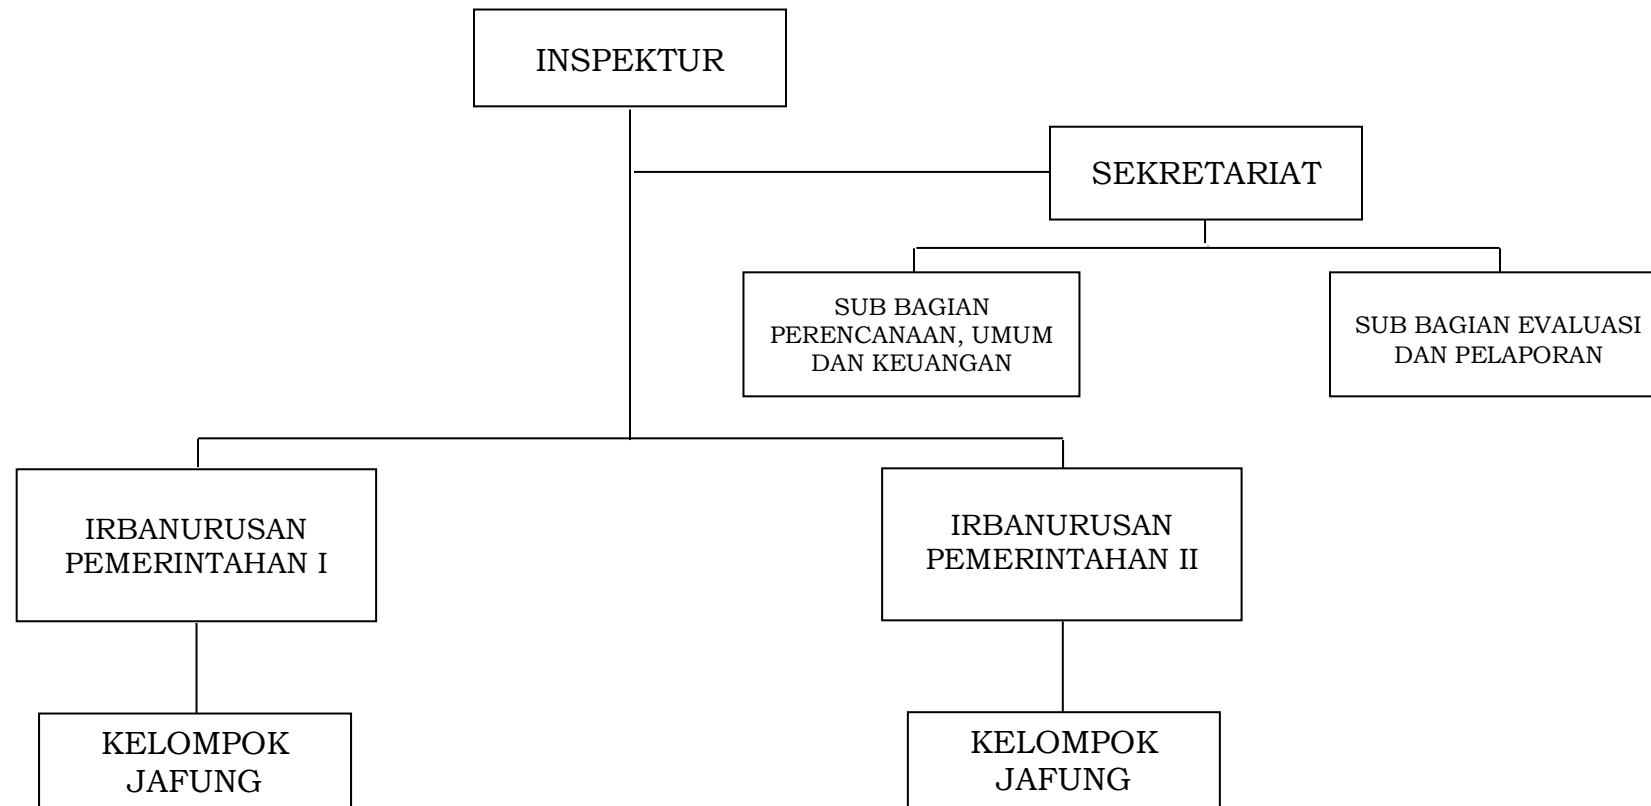 INSPEKTUR
SEKRETARIAT
SUB BAGIAN
PERENCANAAN, UMUM
DAN KEUANGAN
SUB BAGIAN EVALUASI
DAN PELAPORAN
IRBANURUSAN
PEMERINTAHAN I
IRBANURUSAN
PEMERINTAHAN II
KELOMPOK
JAFUNG
KELOMPOK
JAFUNG